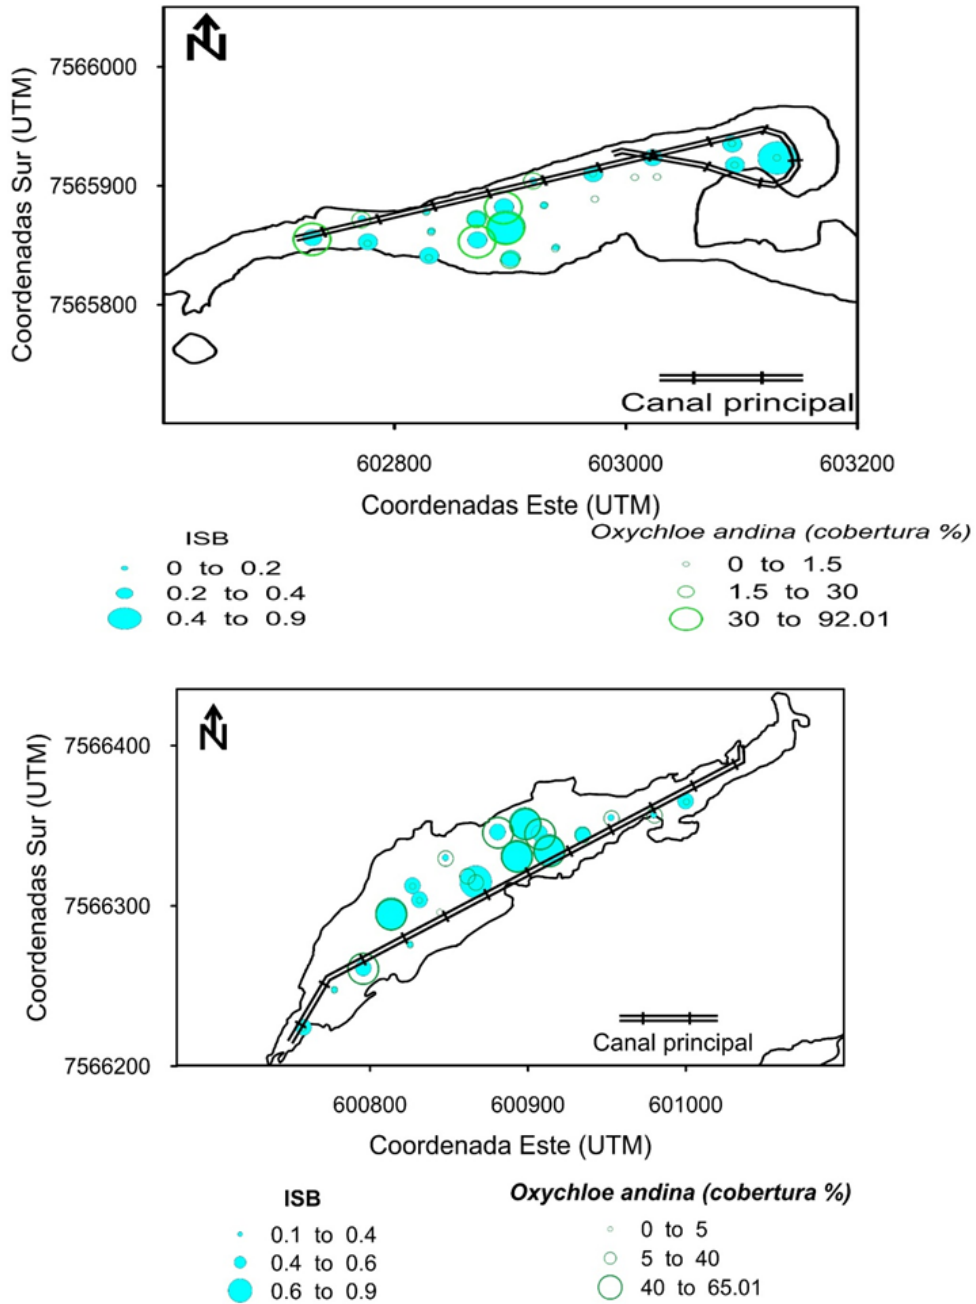 N
7566000
7565900
7565800
Coordenadas Sur (UTM)
Canal principal
602800 603000 603200
Coordenadas Este (UTM)
ISB
0 to 0.2
0.2 to 0.4
0.4 to 0.9
Oxychloe andina (cobertura %)
0 to 1.5
1.5 to 30
30 to 92.01
N
7566400
7566300
7566200
Coordenadas Sur (UTM)
Canal principal
600800 600900 601000
Coordenada Este (UTM)
ISB
0.1 to 0.4
0.4 to 0.6
0.6 to 0.9
Oxychloe andina (cobertura %)
0 to 5
5 to 40
40 to 65.01